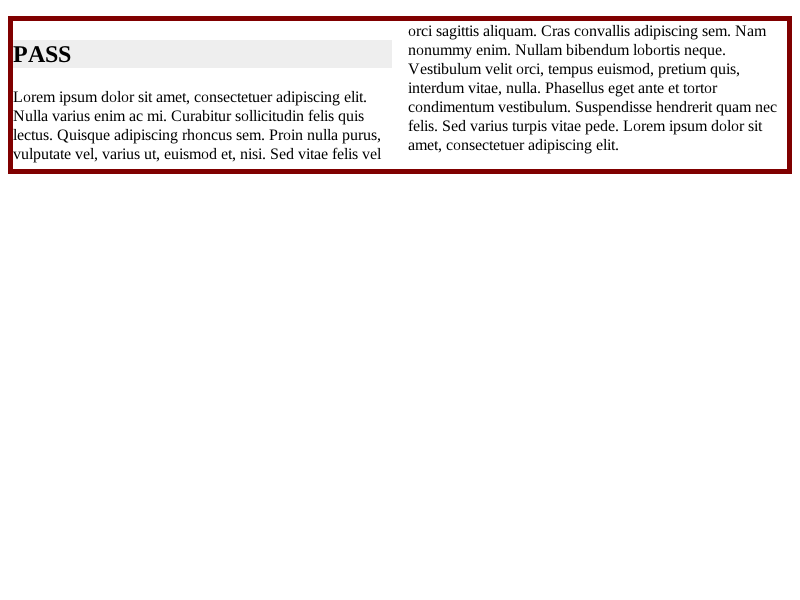 PASS
Lorem ipsum dolor sit amet, consectetuer adipiscing elit.
Nulla varius enim ac mi. Curabitur sollicitudin felis quis
lectus. Quisque adipiscing rhoncus sem. Proin nulla purus,
vulputate vel, varius ut, euismod et, nisi. Sed vitae felis vel
orci sagittis aliquam. Cras convallis adipiscing sem. Nam
nonummy enim. Nullam bibendum lobortis neque.
Vestibulum velit orci, tempus euismod, pretium quis,
interdum vitae, nulla. Phasellus eget ante et tortor
condimentum vestibulum. Suspendisse hendrerit quam nec
felis. Sed varius turpis vitae pede. Lorem ipsum dolor sit
amet, consectetuer adipiscing elit.